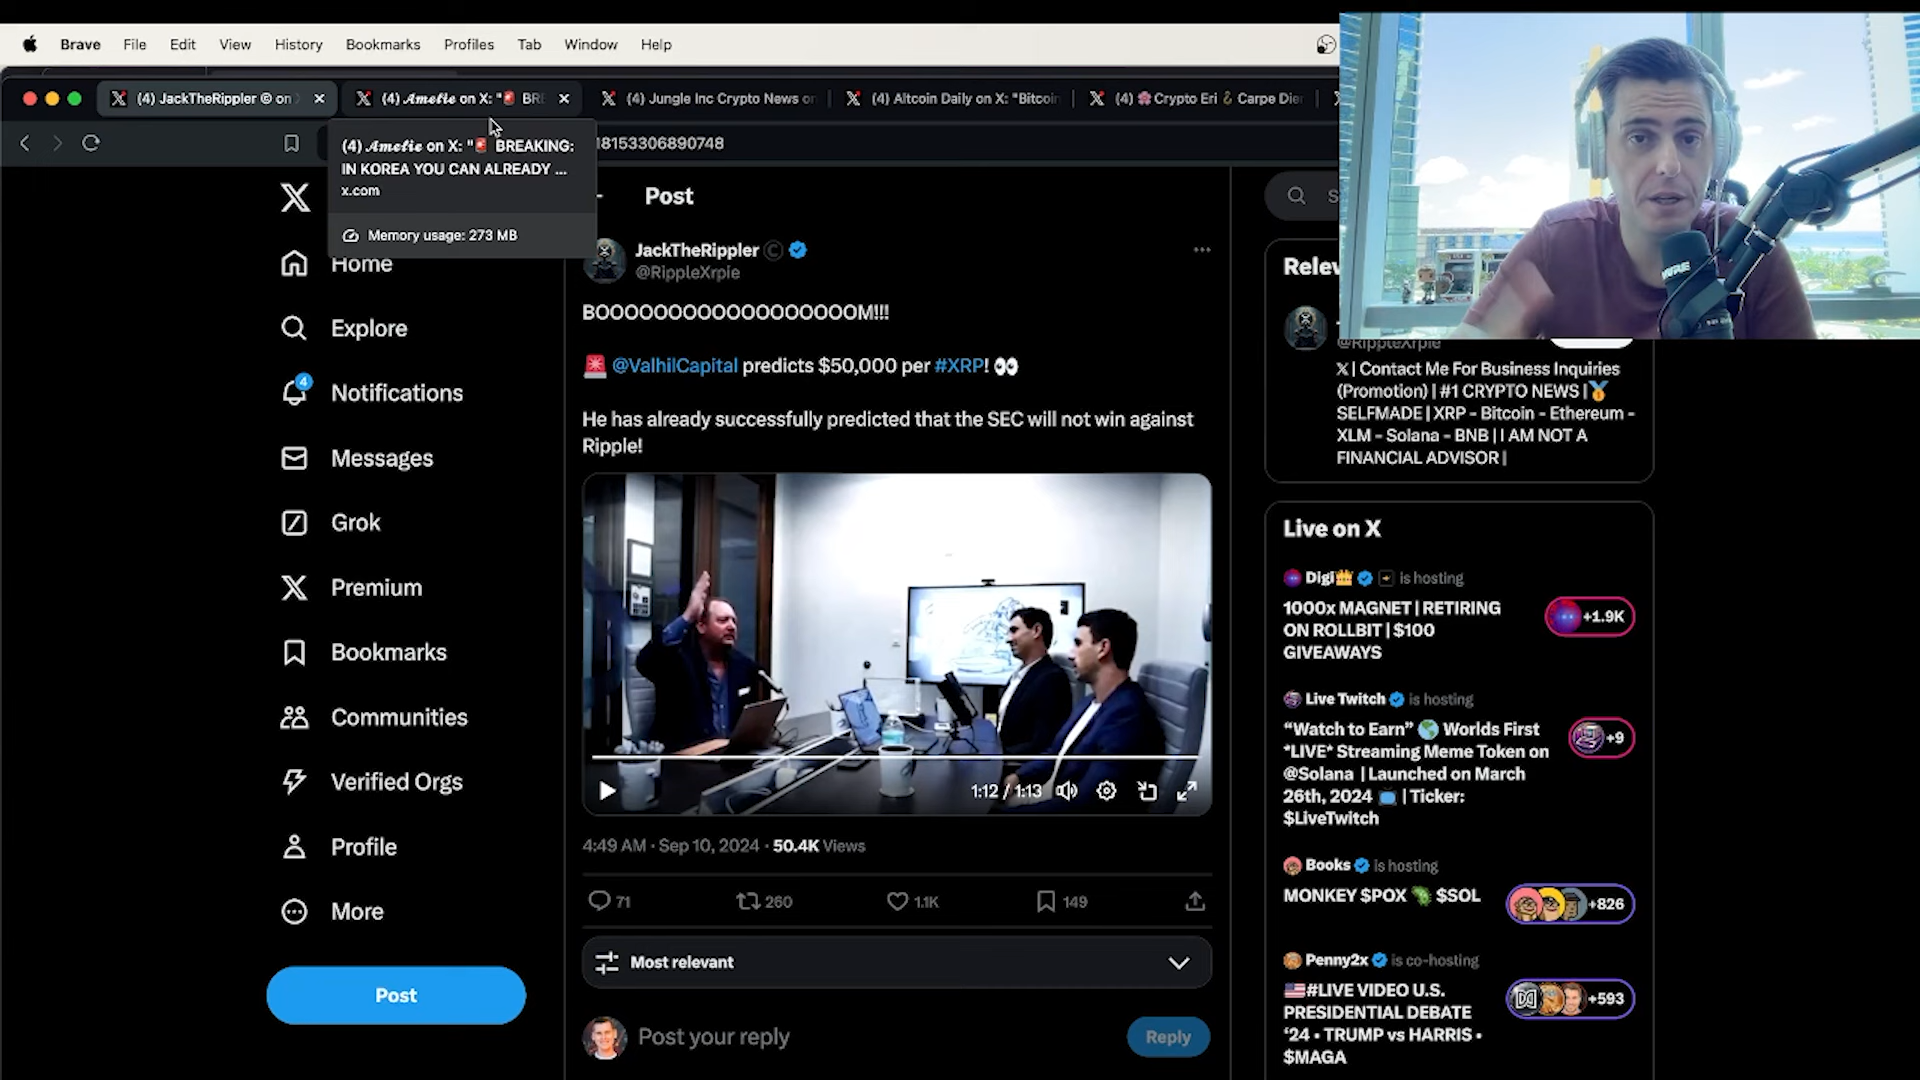 Brave File Edit View History Bookmarks Profiles Tab Window Help
(4) JackTheRippler © on
(4) 𝓐𝓶𝓮𝓵𝓲𝓮 on X: "🚨 BRE
(4) Jungle Inc Crypto News on
(4) Altcoin Daily on X: "Bitcoin
(4) 🌸Crypto Eri 🪝 Carpe Dier
18153306890748
(4) 𝓐𝓶𝓮𝓵𝓲𝓮 on X: "🚨 BREAKING:
IN KOREA YOU CAN ALREADY ...
x.com
Memory usage: 273 MB
Home
Explore
4
Notifications
Messages
Grok
Premium
Bookmarks
Communities
Profile
More
Post
Post
JackTheRippler ©
@RippleXrpie
BOOOOOOOOOOOOOOOOOOM!!!
🚨 @ValhilCapital predicts $50,000 per #XRP! 👀
He has already successfully predicted that the SEC will not win against
Ripple!
1:12 / 1:13
4:49 AM · Sep 10, 2024 · 50.4K Views
71 260 1.1K 149
Most relevant
Post your reply
Reply
S
Relev
@RippleXrpie
𝕏 | Contact Me For Business Inquiries
(Promotion) | #1 CRYPTO NEWS |🥇
SELFMADE | XRP - Bitcoin - Ethereum -
XLM - Solana - BNB | I AM NOT A
FINANCIAL ADVISOR |
Live on X
Digi👑 is hosting
1000x MAGNET | RETIRING
ON ROLLBIT | $100
GIVEAWAYS
+1.9K
Live Twitch is hosting
“Watch to Earn” 🌎 Worlds First
*LIVE* Streaming Meme Token on
@Solana | Launched on March
26th, 2024 📺 | Ticker:
$LiveTwitch
+9
Books is hosting
MONKEY $POX 🦠 $SOL
+826
Penny2x is co-hosting
🇺🇸#LIVE VIDEO U.S.
PRESIDENTIAL DEBATE
‘24 • TRUMP vs HARRIS •
$MAGA
+593
SHURE